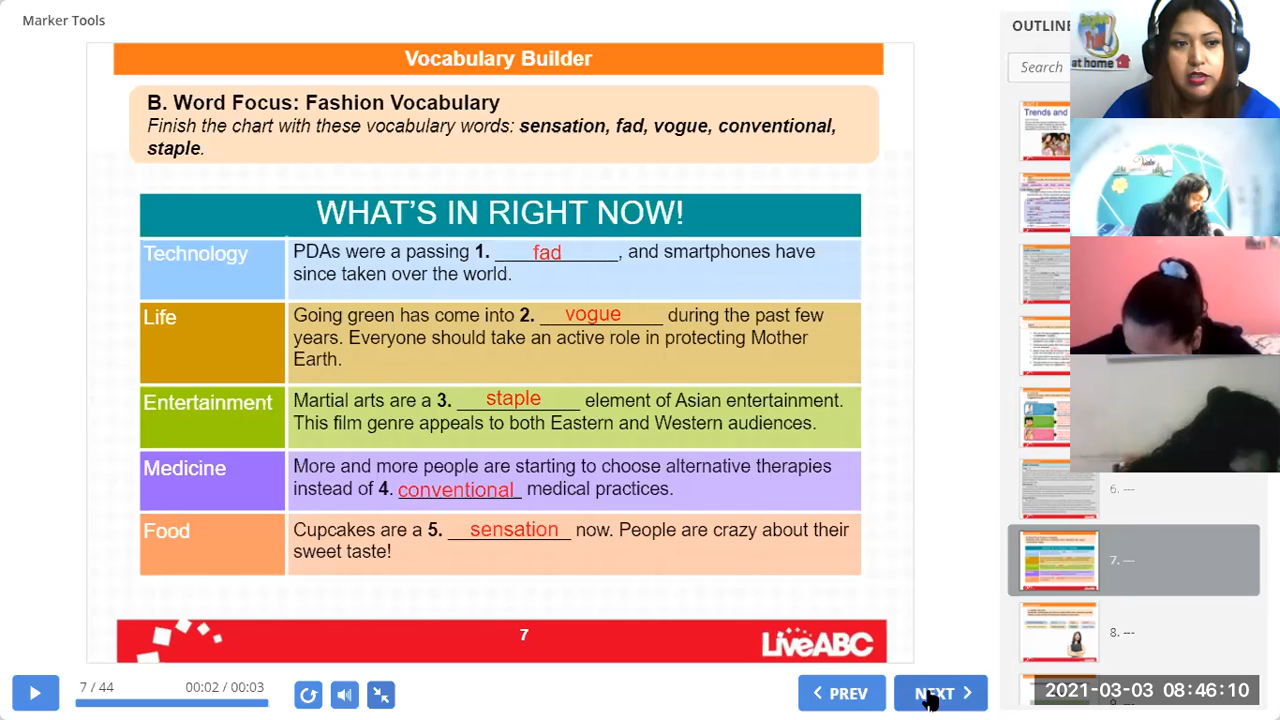 Marker Tools
Vocabulary Builder
B. Word Focus: Fashion Vocabulary
Finish the chart with these vocabulary words: sensation, fad, vogue, conventional,
staple.
WHAT'S IN RIGHT NOW!
Technology
PDAs were a passing 1. fad, and smartphones have
since taken over the world.
Life
Going green has come into 2. vogue during the past few
years. Everyone should take an active role in protecting Mother
Earth.
Entertainment
Martial arts are a 3. staple element of Asian entertainment.
This film genre appeals to both Eastern and Western audiences.
Medicine
More and more people are starting to choose alternative therapies
instead of 4. conventional medical practices.
Food
Cupcakes are a 5. sensation now. People are crazy about their
sweet taste!
7
LiveABC
7 / 44
00:02 / 00:03
PREV
NEXT
OUTLINE
Search
Trends and
6. ---
7. ---
8. ---
at home
2021-03-03 08:46:10